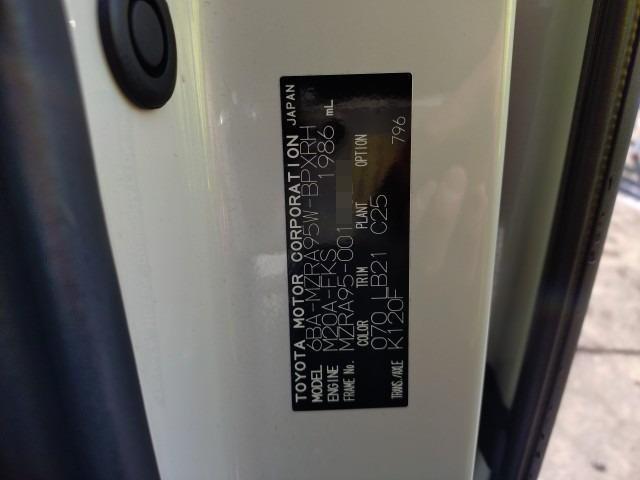 TOYOTA MOTOR CORPORATION JAPAN
MODEL 6BA-MZRA95W-BPXRH
ENGINE M20A-FKS 1986 mL
FRAME No. MZRA95-001
COLOR TRIM PLANT OPTION
070 LB21 C25 796
TRANS./AXLE K120F